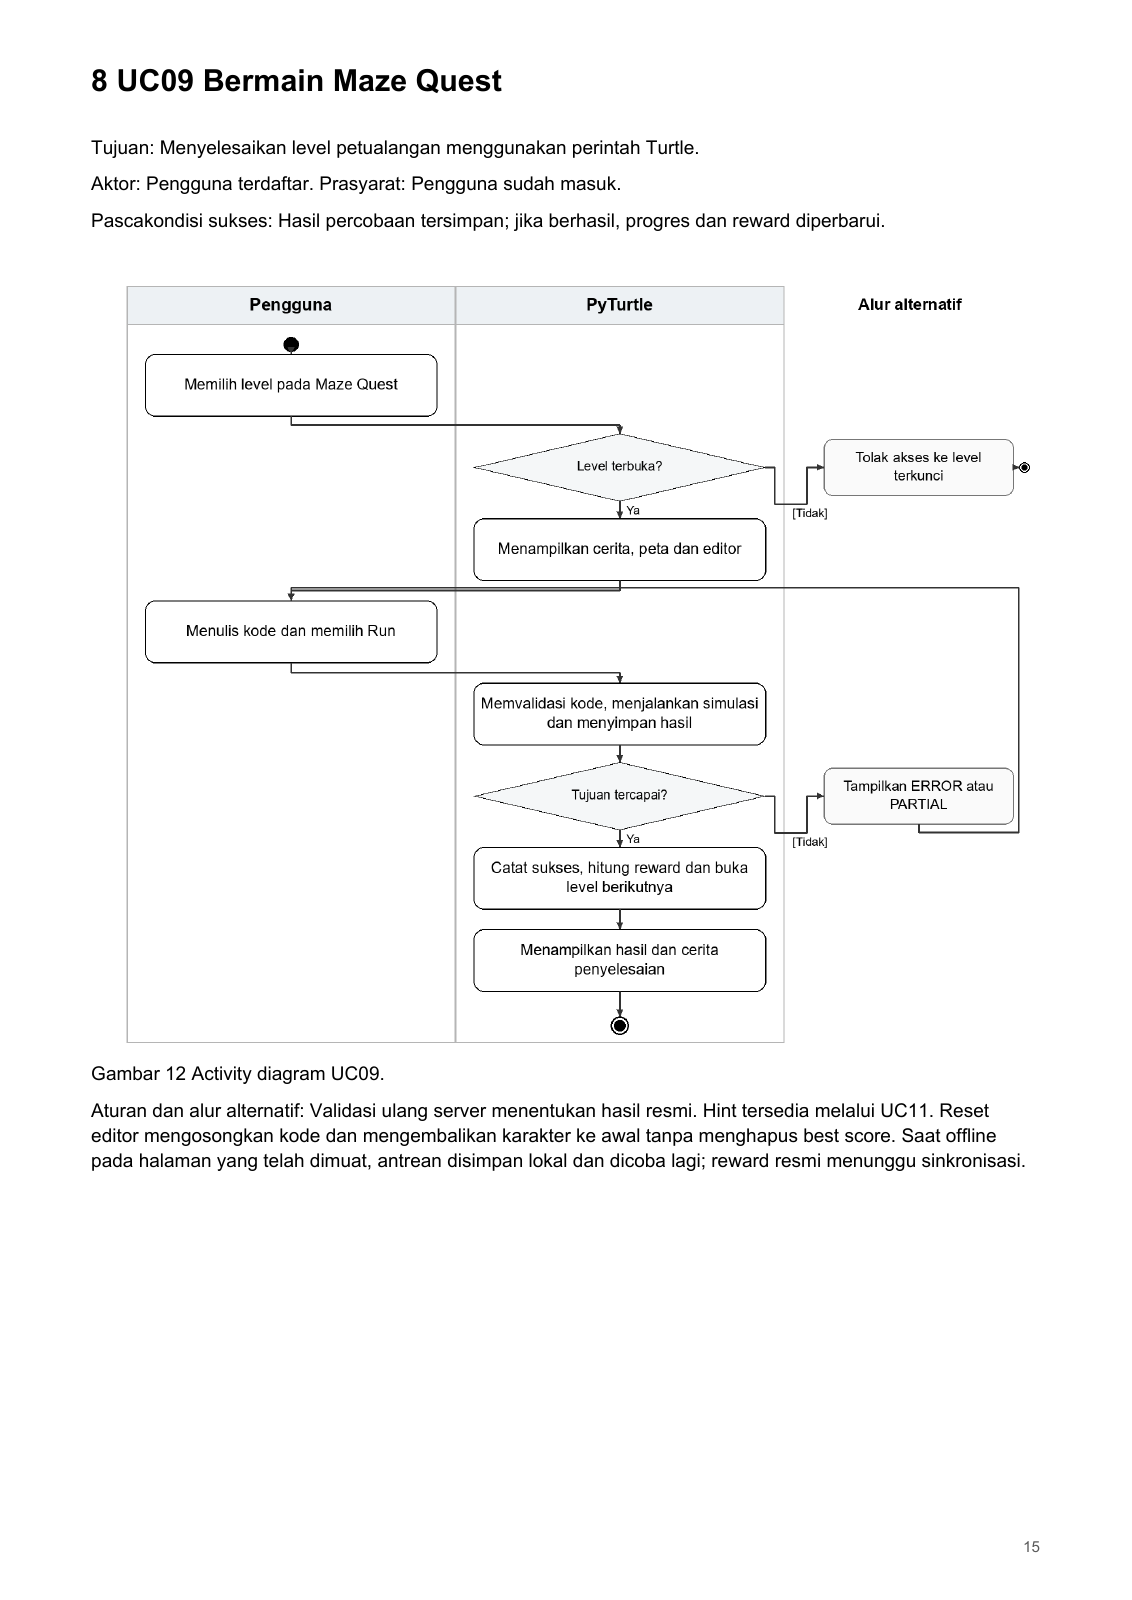 8 UC09 Bermain Maze Quest
Tujuan: Menyelesaikan level petualangan menggunakan perintah Turtle.
Aktor: Pengguna terdaftar. Prasyarat: Pengguna sudah masuk.
Pascakondisi sukses: Hasil percobaan tersimpan; jika berhasil, progres dan reward diperbarui.
Pengguna
PyTurtle
Alur alternatif
Memilih level pada Maze Quest
Level terbuka?
Tolak akses ke level
terkunci
[Tidak]
Ya
Menampilkan cerita, peta dan editor
Menulis kode dan memilih Run
Memvalidasi kode, menjalankan simulasi
dan menyimpan hasil
Tujuan tercapai?
Tampilkan ERROR atau
PARTIAL
[Tidak]
Ya
Catat sukses, hitung reward dan buka
level berikutnya
Menampilkan hasil dan cerita
penyelesaian
Gambar 12 Activity diagram UC09.
Aturan dan alur alternatif: Validasi ulang server menentukan hasil resmi. Hint tersedia melalui UC11. Reset
editor mengosongkan kode dan mengembalikan karakter ke awal tanpa menghapus best score. Saat offline
pada halaman yang telah dimuat, antrean disimpan lokal dan dicoba lagi; reward resmi menunggu sinkronisasi.
15